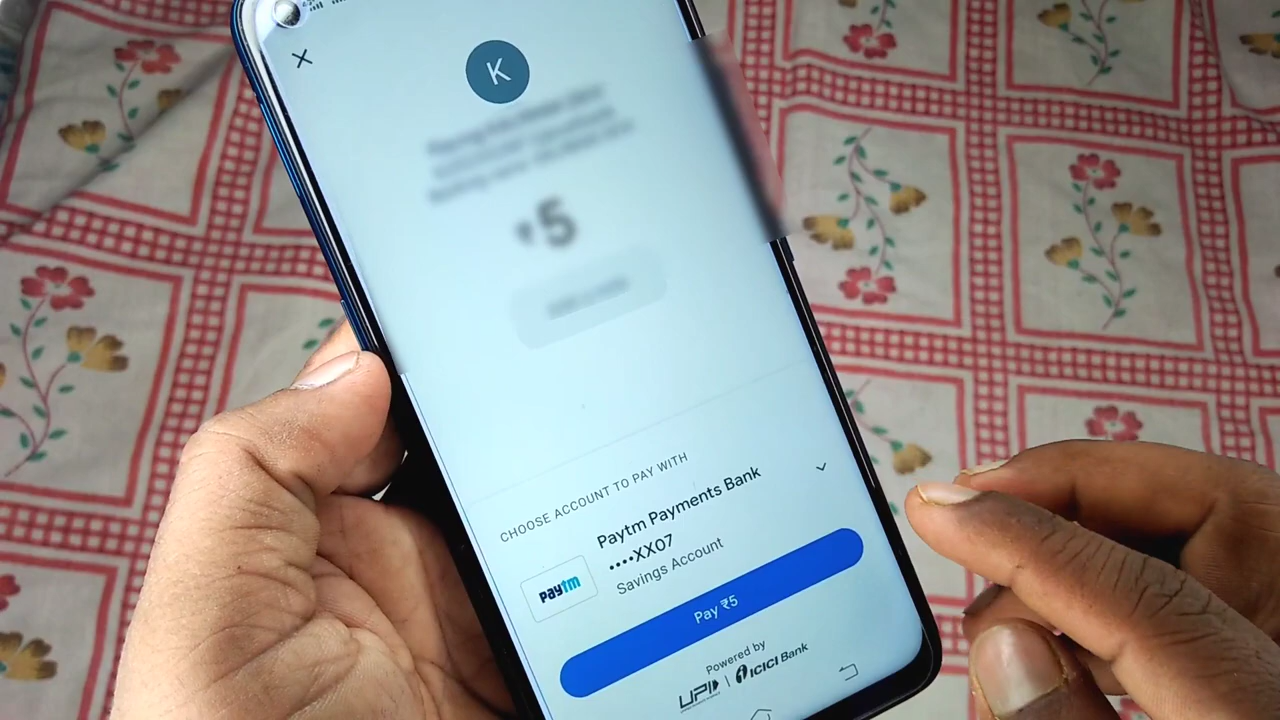 K
₹5
CHOOSE ACCOUNT TO PAY WITH
Paytm Payments Bank
••••XX07
Savings Account
paytm
Pay ₹5
Powered by
UPI | ICICI Bank